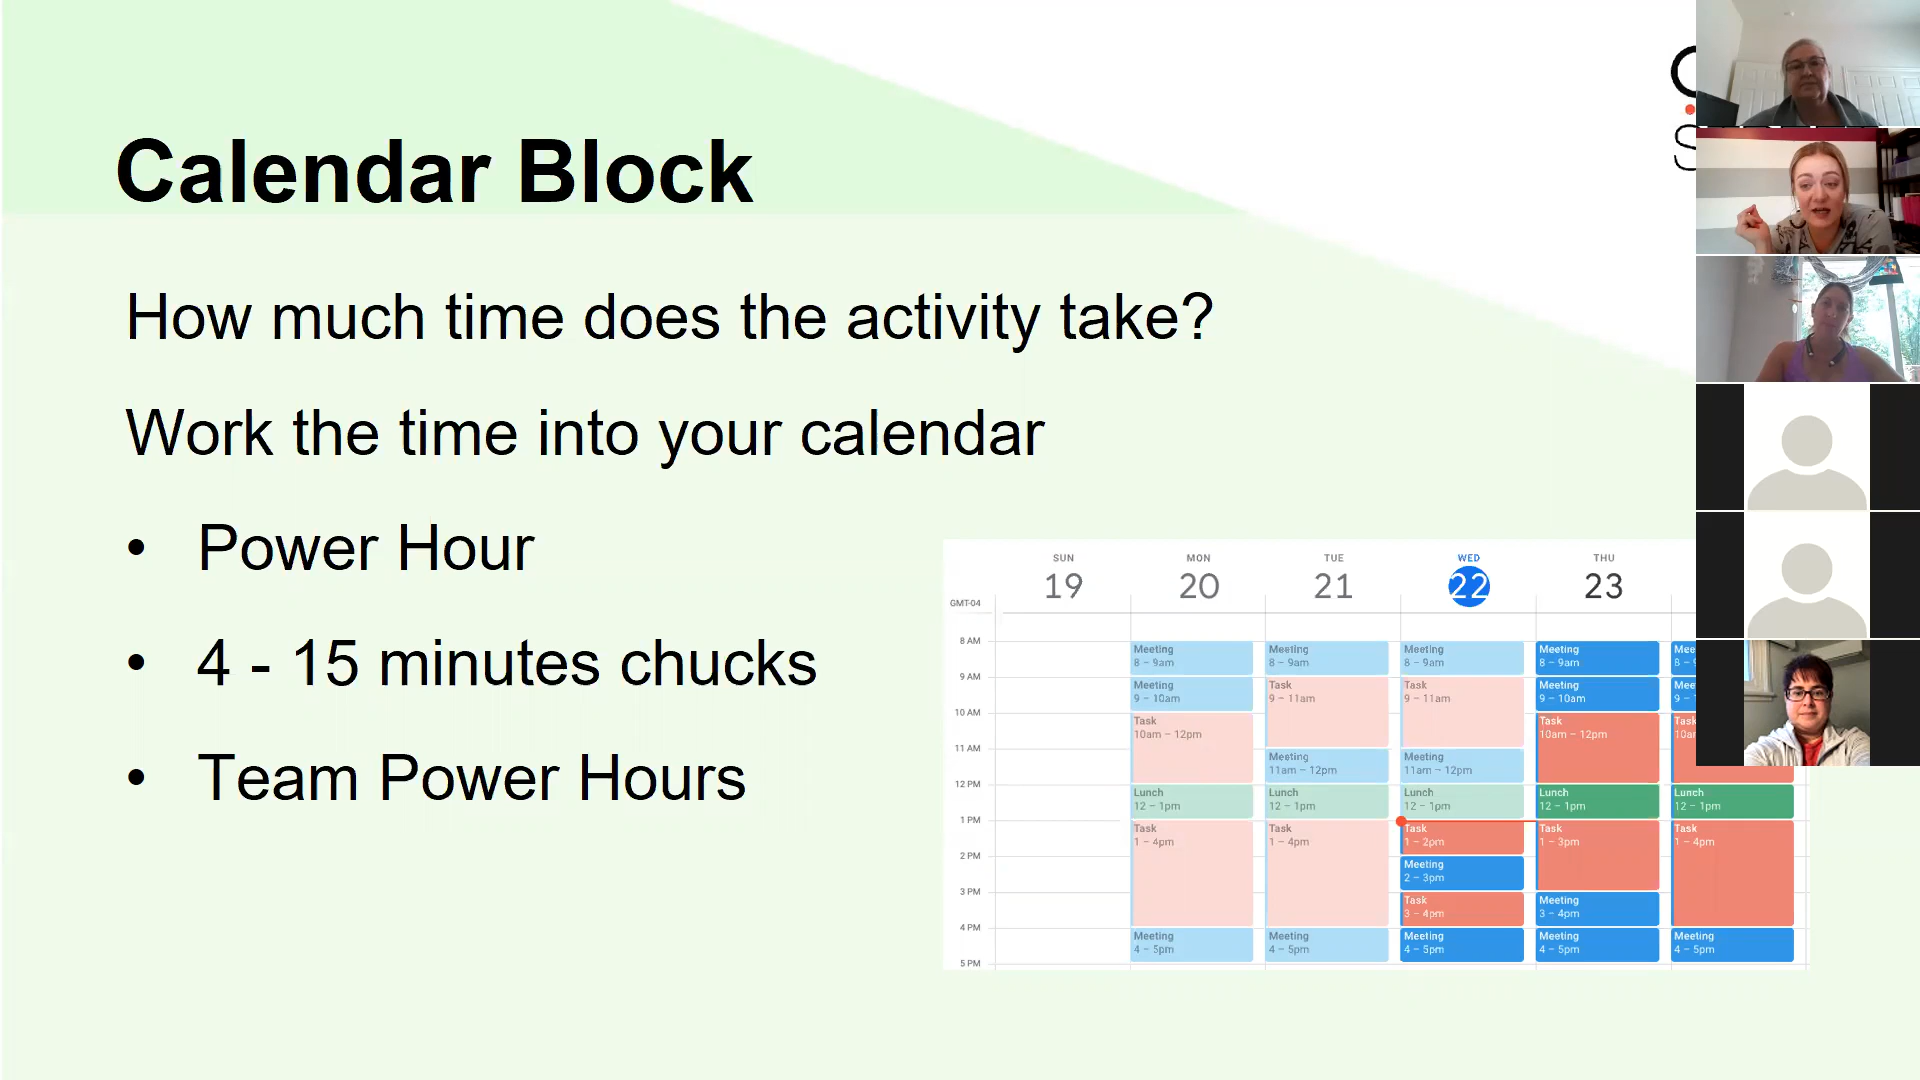 Calendar Block
How much time does the activity take?
Work the time into your calendar
• Power Hour
• 4 - 15 minutes chucks
• Team Power Hours
SUN MON TUE WED THU
19 20 21 22 23
GMT-04
8 AM
Meeting Meeting Meeting Meeting
8 – 9am 8 – 9am 8 – 9am 8 – 9am
9 AM
Meeting Task Task Meeting
9 – 10am 9 – 11am 9 – 11am 9 – 10am
10 AM
Task Task Task
10am – 12pm 10am – 12pm
11 AM
Meeting Meeting
11am – 12pm 11am – 12pm
12 PM
Lunch Lunch Lunch Lunch Lunch
12 – 1pm 12 – 1pm 12 – 1pm 12 – 1pm 12 – 1pm
1 PM
Task Task Task Task Task
1 – 4pm 1 – 4pm 1 – 2pm 1 – 3pm 1 – 4pm
2 PM
Meeting
2 – 3pm
3 PM
Task Meeting
3 – 4pm 3 – 4pm
4 PM
Meeting Meeting Meeting Meeting Meeting
4 – 5pm 4 – 5pm 4 – 5pm 4 – 5pm 4 – 5pm
5 PM